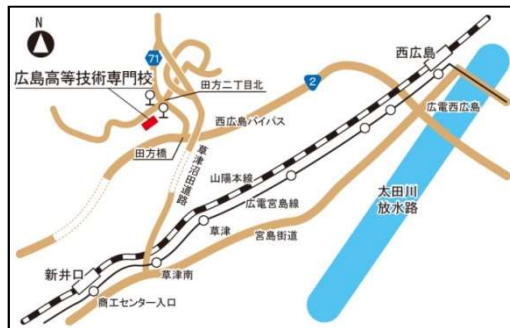 N
71
西広島
広島高等技術専門校
田方二丁目北
2
広電西広島
西広島バイパス
田方橋
草津沼田道路
山陽本線
太田川
放水路
広電宮島線
草津
宮島街道
新井口
草津南
商工センター入口